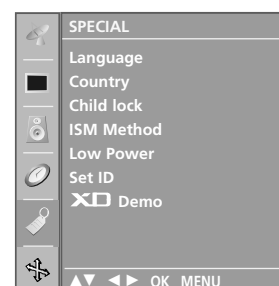 SPECIAL
Language
Country
Child lock
ISM Method
Low Power
Set ID
XD Demo
▲▼ ◄► OK MENU